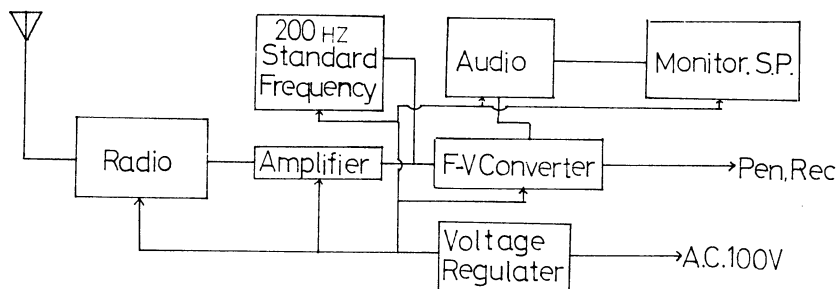 200 HZ
Standard
Frequency
Audio
Monitor.S.P.
Radio
Amplifier
F-V Converter
Pen,Rec
Voltage
Regulater
A.C.100V